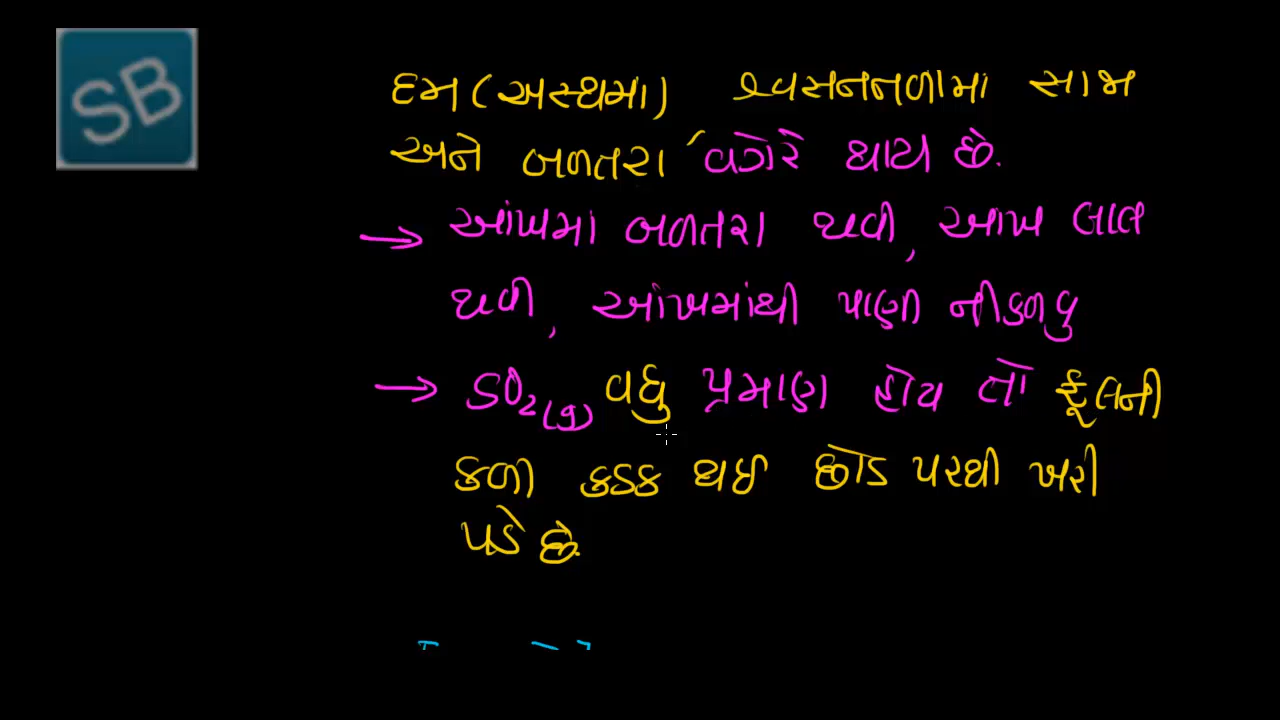 SB
દમ(અસ્થમા) શ્વસનનળીમા સોજો
અને બળતરા વગેરે થાય છે.
→ આંખમા બળતરા થવી, આખ લાલ
થવી, આંખમાંથી પાણી નીકળવુ
→ SO2(g) વધુ પ્રમાણ હોય તો ફૂલની
કળી કડક થઈ છોડ પરથી ખરી
પડે છે.